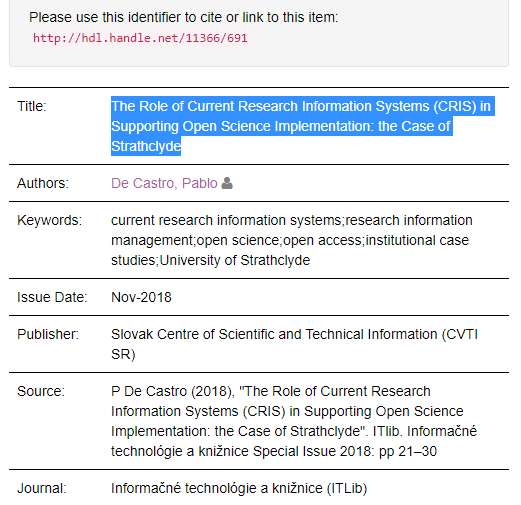 Please use this identifier to cite or link to this item:
http://hdl.handle.net/11366/691
Title:
The Role of Current Research Information Systems (CRIS) in
Supporting Open Science Implementation: the Case of
Strathclyde
Authors:
De Castro, Pablo
Keywords:
current research information systems;research information
management;open science;open access;institutional case
studies;University of Strathclyde
Issue Date:
Nov-2018
Publisher:
Slovak Centre of Scientific and Technical Information (CVTI
SR)
Source:
P De Castro (2018), "The Role of Current Research
Information Systems (CRIS) in Supporting Open Science
Implementation: the Case of Strathclyde". ITlib. Informačné
technológie a knižnice Special Issue 2018: pp 21–30
Journal:
Informačné technológie a knižnice (ITLib)